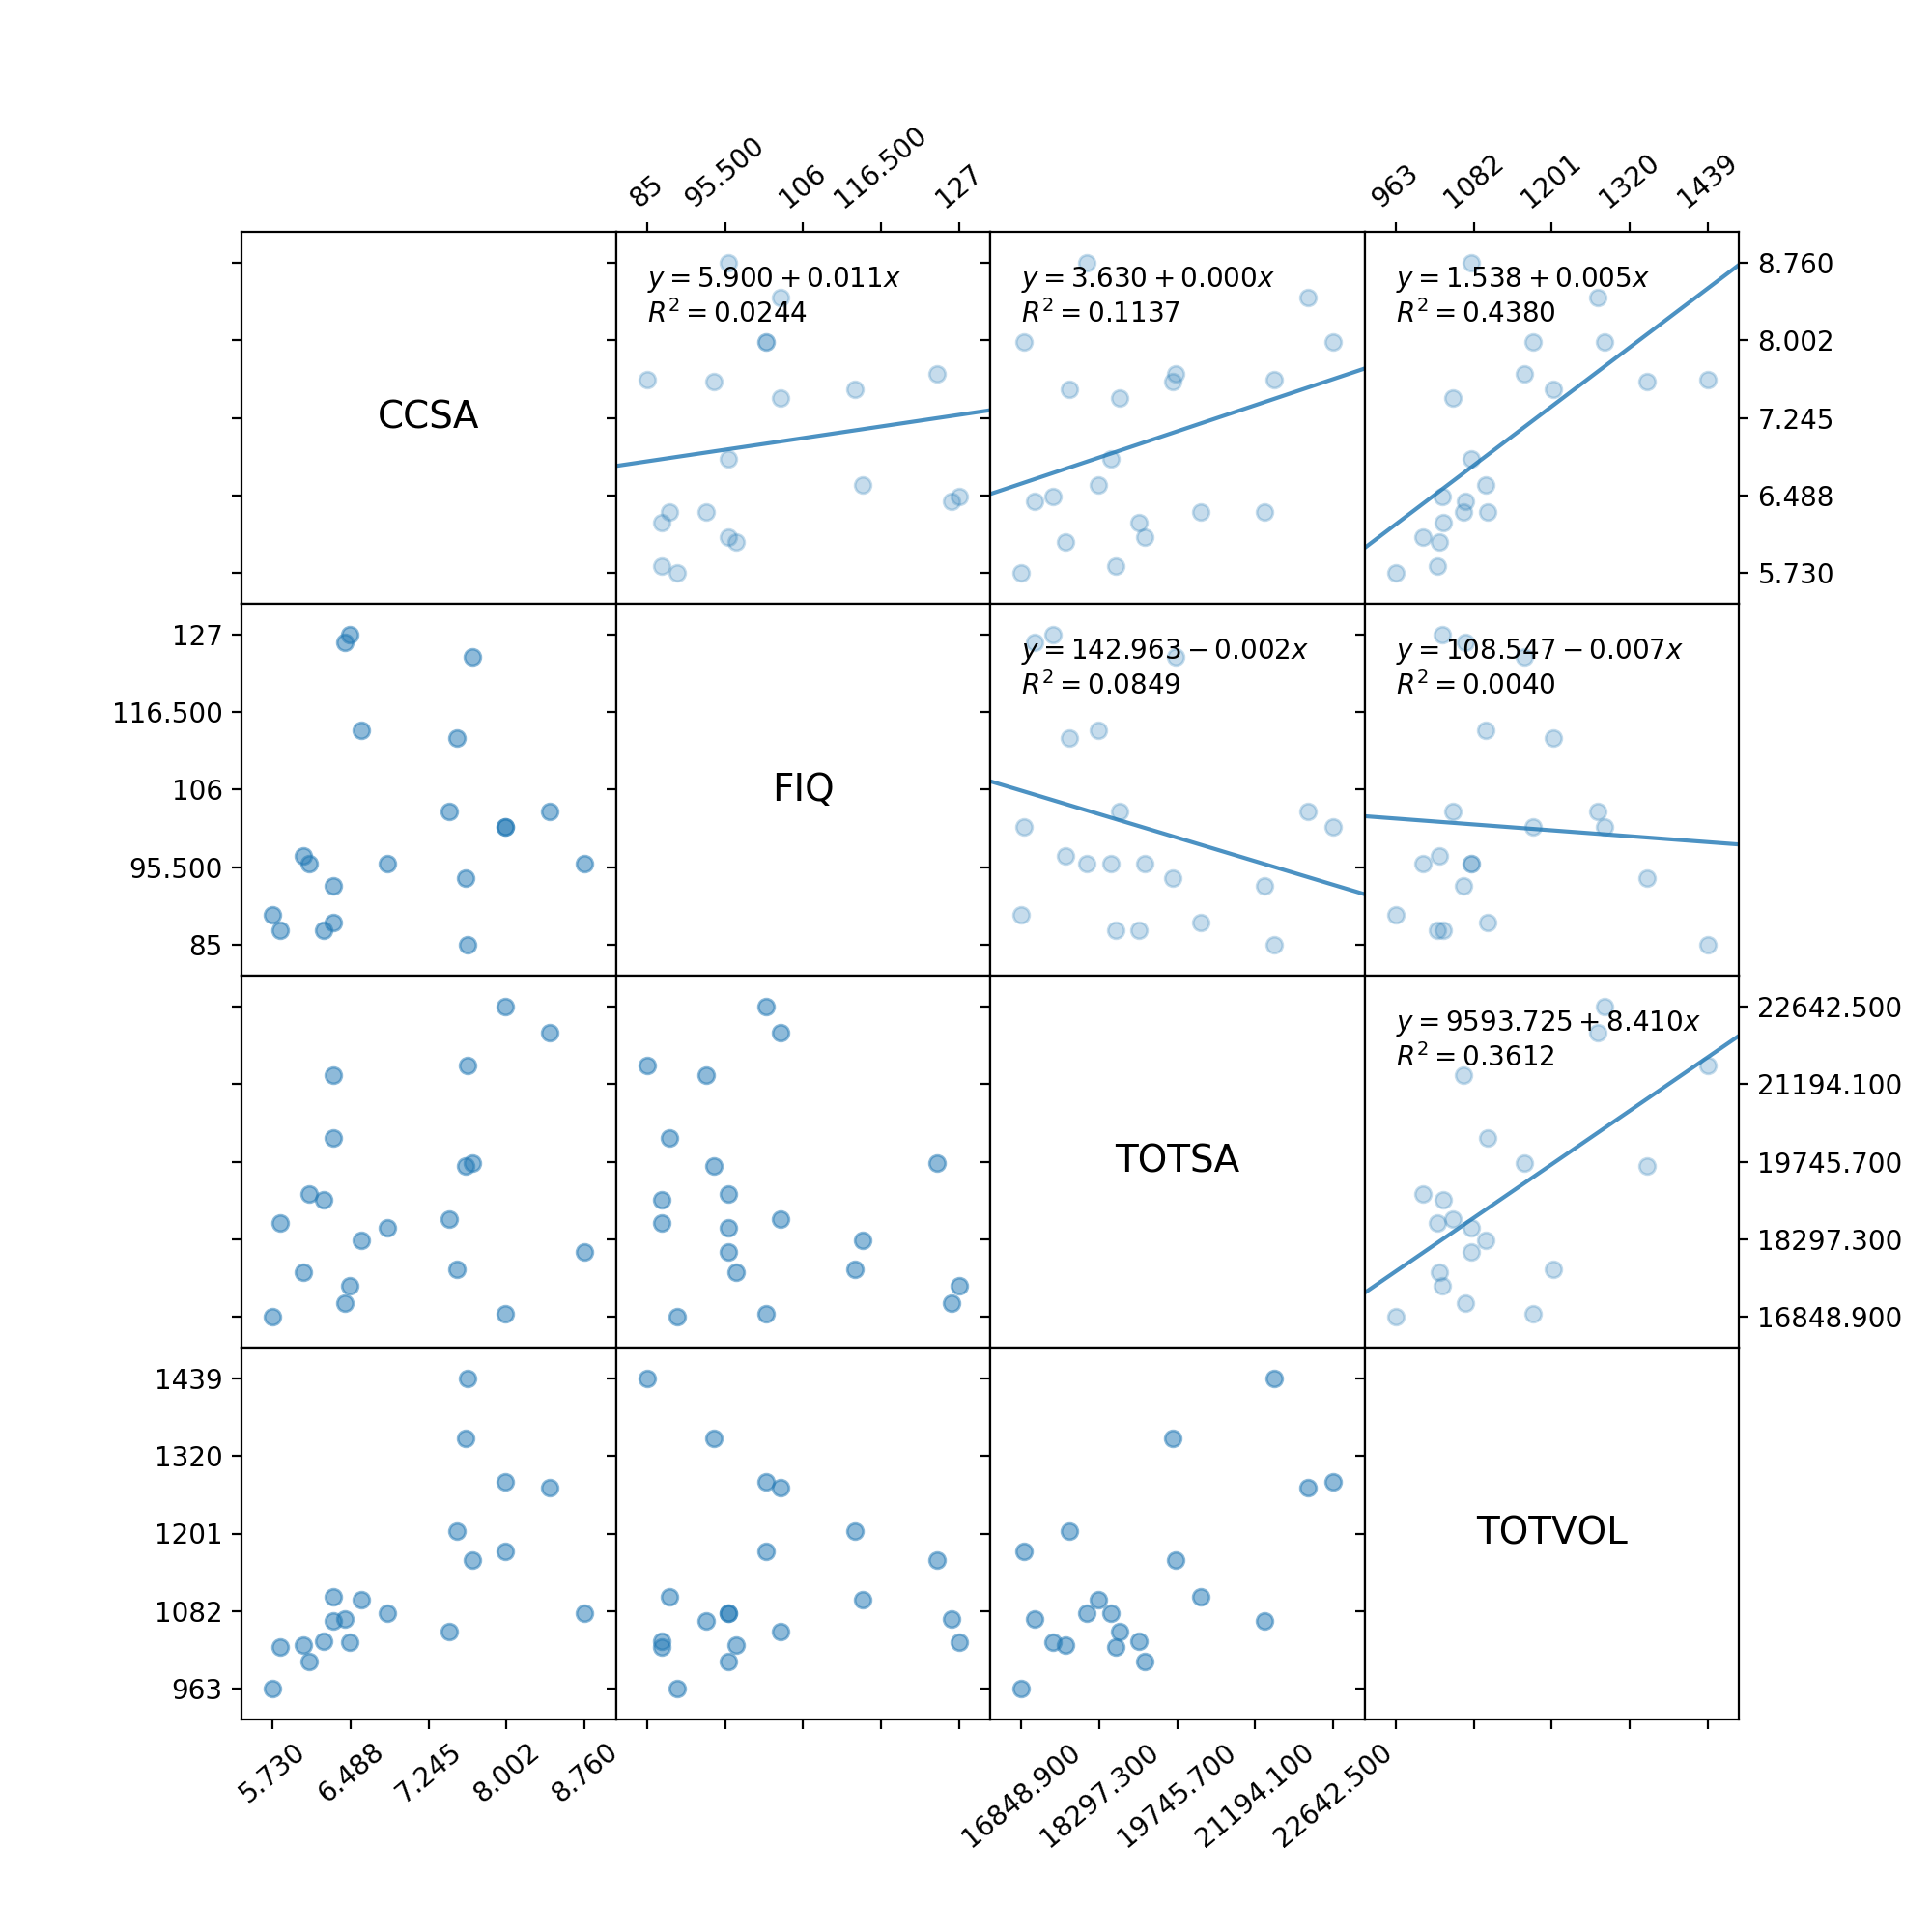 85 95.500 106 116.500 127 963 1082 1201 1320 1439
y = 5.900 + 0.011x y = 3.630 + 0.000x y = 1.538 + 0.005x 8.760
R² = 0.0244 R² = 0.1137 R² = 0.4380
8.002
CCSA 7.245
6.488
5.730
127
y = 142.963 − 0.002x y = 108.547 − 0.007x
R² = 0.0849 R² = 0.0040
116.500
106 FIQ
95.500
85
22642.500
y = 9593.725 + 8.410x
R² = 0.3612
21194.100
TOTSA 19745.700
18297.300
16848.900
1439
1320
1201 TOTVOL
1082
963
5.730 6.488 7.245 8.002 8.760 16848.900 18297.300 19745.700 21194.100 22642.500